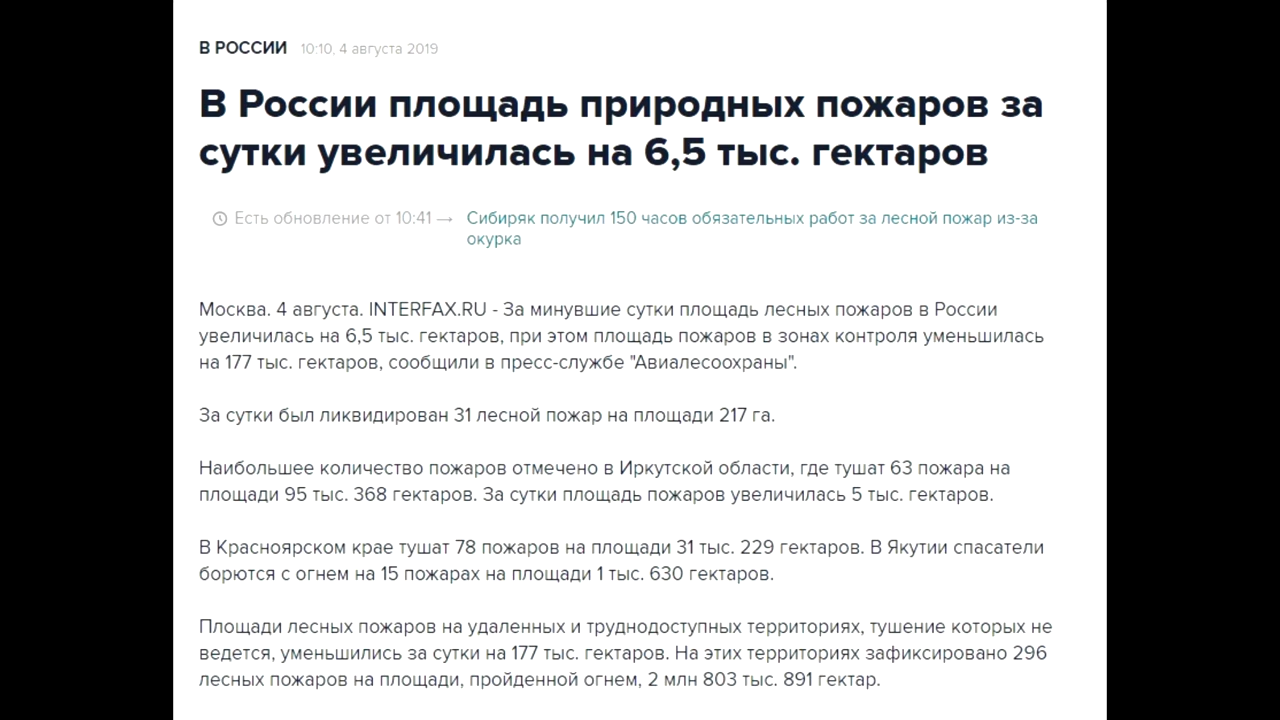 В РОССИИ 10:10, 4 августа 2019
В России площадь природных пожаров за
сутки увеличилась на 6,5 тыс. гектаров
Есть обновление от 10:41 → Сибиряк получил 150 часов обязательных работ за лесной пожар из-за
окурка
Москва. 4 августа. INTERFAX.RU - За минувшие сутки площадь лесных пожаров в России
увеличилась на 6,5 тыс. гектаров, при этом площадь пожаров в зонах контроля уменьшилась
на 177 тыс. гектаров, сообщили в пресс-службе "Авиалесоохраны".
За сутки был ликвидирован 31 лесной пожар на площади 217 га.
Наибольшее количество пожаров отмечено в Иркутской области, где тушат 63 пожара на
площади 95 тыс. 368 гектаров. За сутки площадь пожаров увеличилась 5 тыс. гектаров.
В Красноярском крае тушат 78 пожаров на площади 31 тыс. 229 гектаров. В Якутии спасатели
борются с огнем на 15 пожарах на площади 1 тыс. 630 гектаров.
Площади лесных пожаров на удаленных и труднодоступных территориях, тушение которых не
ведется, уменьшились за сутки на 177 тыс. гектаров. На этих территориях зафиксировано 296
лесных пожаров на площади, пройденной огнем, 2 млн 803 тыс. 891 гектар.